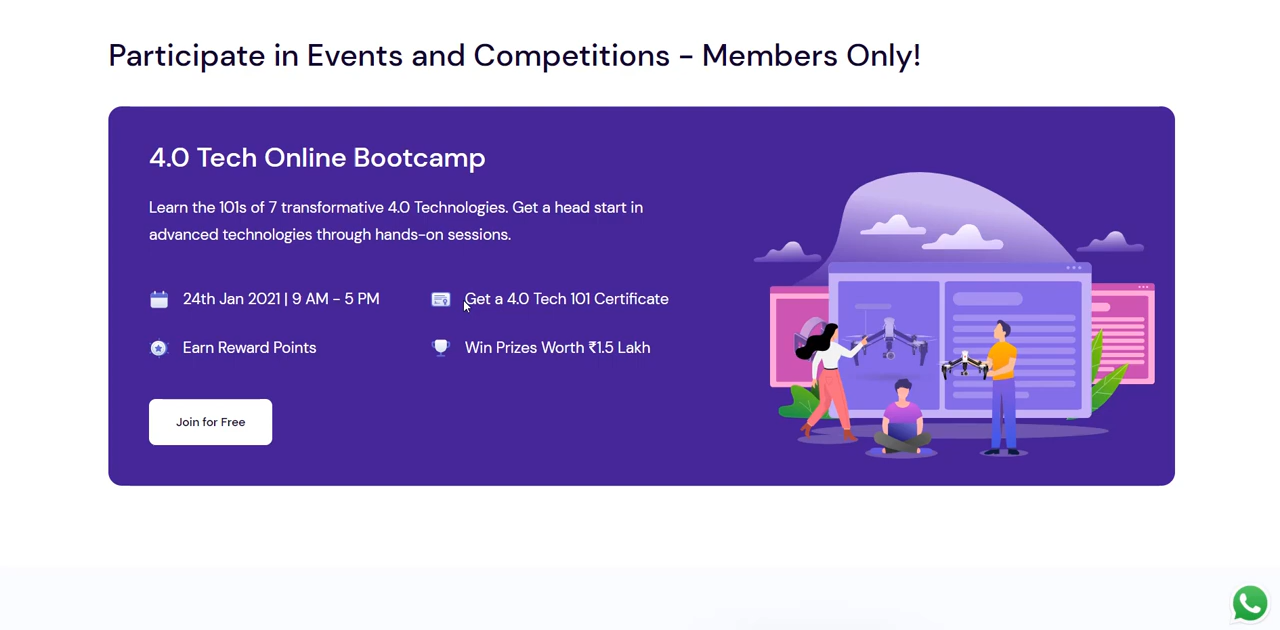 Participate in Events and Competitions - Members Only!
4.0 Tech Online Bootcamp
Learn the 101s of 7 transformative 4.0 Technologies. Get a head start in
advanced technologies through hands-on sessions.
24th Jan 2021 | 9 AM - 5 PM
Get a 4.0 Tech 101 Certificate
Earn Reward Points
Win Prizes Worth ₹1.5 Lakh
Join for Free